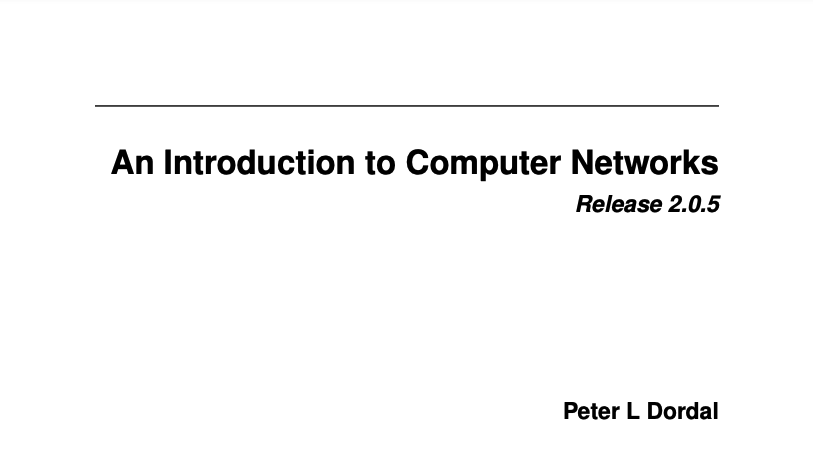 An Introduction to Computer Networks
Release 2.0.5
Peter L Dordal